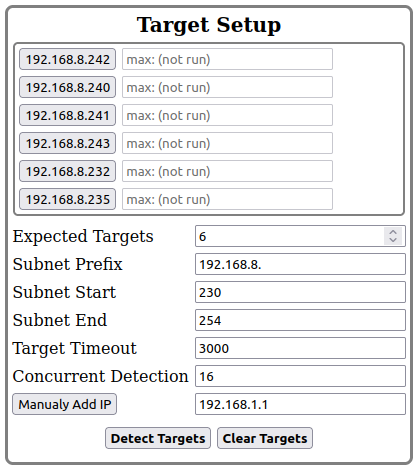 Target Setup
192.168.8.242 max: (not run)
192.168.8.240 max: (not run)
192.168.8.241 max: (not run)
192.168.8.243 max: (not run)
192.168.8.232 max: (not run)
192.168.8.235 max: (not run)
Expected Targets 6
Subnet Prefix 192.168.8.
Subnet Start 230
Subnet End 254
Target Timeout 3000
Concurrent Detection 16
Manualy Add IP 192.168.1.1
Detect Targets Clear Targets